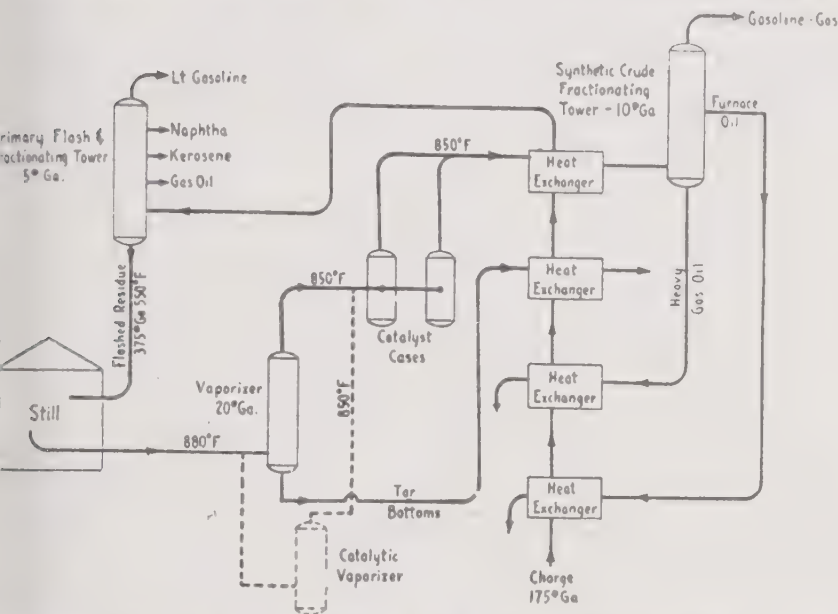 Gasoline-Gas
Lt Gasoline
Synthetic Crude
Fractionating
Tower - 10#Ga
Furnace
Oil
Naphtha
Kerosene
Gas Oil
rimary Flash &
ractionating Tower
5# Ga.
850°F
Heat
Exchanger
Heat
Exchanger
850°F
Heavy
Gas Oil
Flashed Residue
375#Ga 550°F
Catalyst
Cases
Vaporizer
20#Ga.
850°F
Heat
Exchanger
Still
880°F
Tar
Bottoms
Heat
Exchanger
Catalytic
Vaporizer
Charge
175#Ga